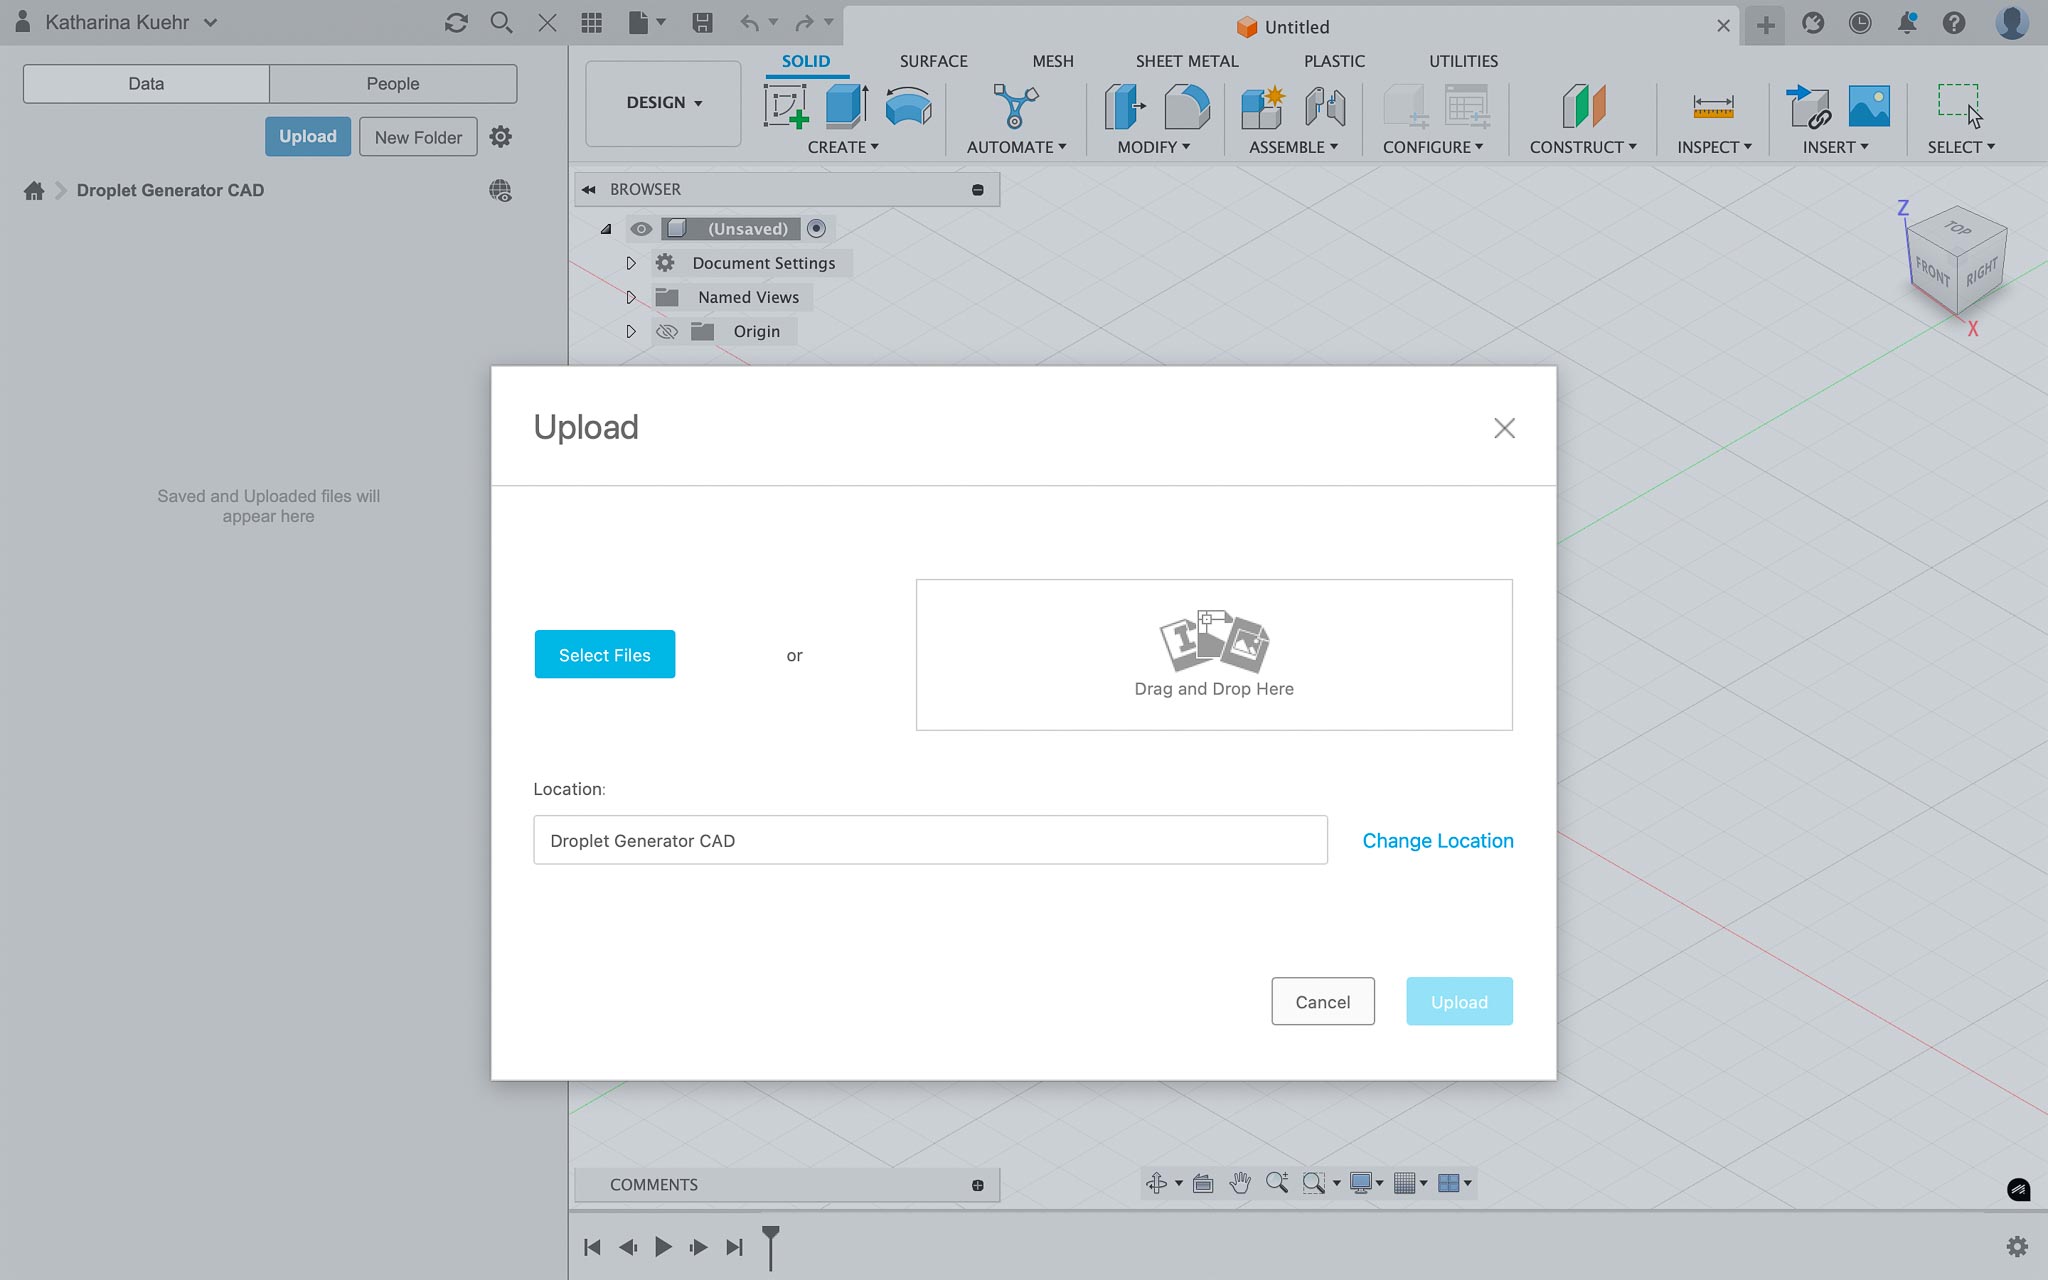 Katharina Kuehr
Untitled
Data
People
Upload
New Folder
Droplet Generator CAD
Saved and Uploaded files will
appear here
DESIGN
SOLID
SURFACE
MESH
SHEET METAL
PLASTIC
UTILITIES
CREATE
AUTOMATE
MODIFY
ASSEMBLE
CONFIGURE
CONSTRUCT
INSPECT
INSERT
SELECT
BROWSER
(Unsaved)
Document Settings
Named Views
Origin
Z
TOP
FRONT
RIGHT
X
Upload
Select Files
or
Drag and Drop Here
Location:
Droplet Generator CAD
Change Location
Cancel
Upload
COMMENTS